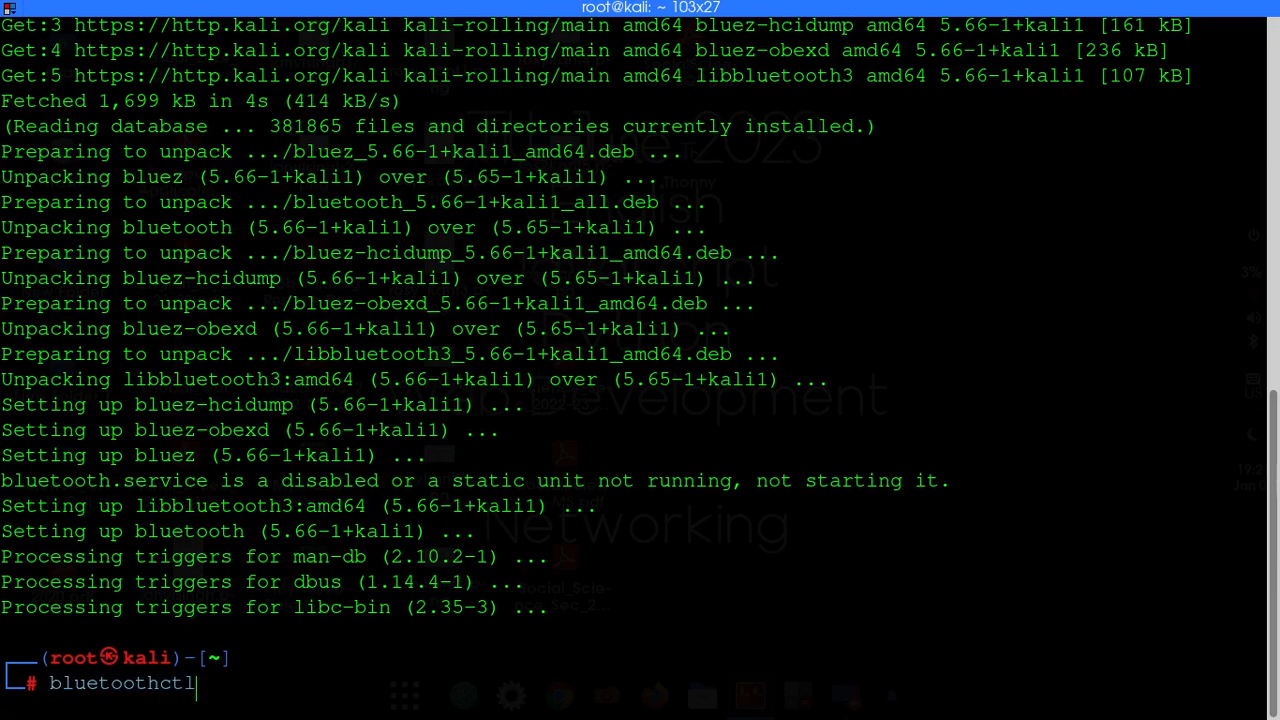 root@kali: ~ 103x27
Get:3 https://http.kali.org/kali kali-rolling/main amd64 bluez-hcidump amd64 5.66-1+kali1 [161 kB]
Get:4 https://http.kali.org/kali kali-rolling/main amd64 bluez-obexd amd64 5.66-1+kali1 [236 kB]
Get:5 https://http.kali.org/kali kali-rolling/main amd64 libbluetooth3 amd64 5.66-1+kali1 [107 kB]
Fetched 1,699 kB in 4s (414 kB/s)
(Reading database ... 381865 files and directories currently installed.)
Preparing to unpack .../bluez_5.66-1+kali1_amd64.deb ...
Unpacking bluez (5.66-1+kali1) over (5.65-1+kali1) ...
Preparing to unpack .../bluetooth_5.66-1+kali1_all.deb ...
Unpacking bluetooth (5.66-1+kali1) over (5.65-1+kali1) ...
Preparing to unpack .../bluez-hcidump_5.66-1+kali1_amd64.deb ...
Unpacking bluez-hcidump (5.66-1+kali1) over (5.65-1+kali1) ...
Preparing to unpack .../bluez-obexd_5.66-1+kali1_amd64.deb ...
Unpacking bluez-obexd (5.66-1+kali1) over (5.65-1+kali1) ...
Preparing to unpack .../libbluetooth3_5.66-1+kali1_amd64.deb ...
Unpacking libbluetooth3:amd64 (5.66-1+kali1) over (5.65-1+kali1) ...
Setting up bluez-hcidump (5.66-1+kali1) ...
Setting up bluez-obexd (5.66-1+kali1) ...
Setting up bluez (5.66-1+kali1) ...
bluetooth.service is a disabled or a static unit not running, not starting it.
Setting up libbluetooth3:amd64 (5.66-1+kali1) ...
Setting up bluetooth (5.66-1+kali1) ...
Processing triggers for man-db (2.10.2-1) ...
Processing triggers for dbus (1.14.4-1) ...
Processing triggers for libc-bin (2.35-3) ...
┌──(root㉿kali)-[~]
└─# bluetoothctl
2023
Thonny
English
Python
Development
Networking
3%
US